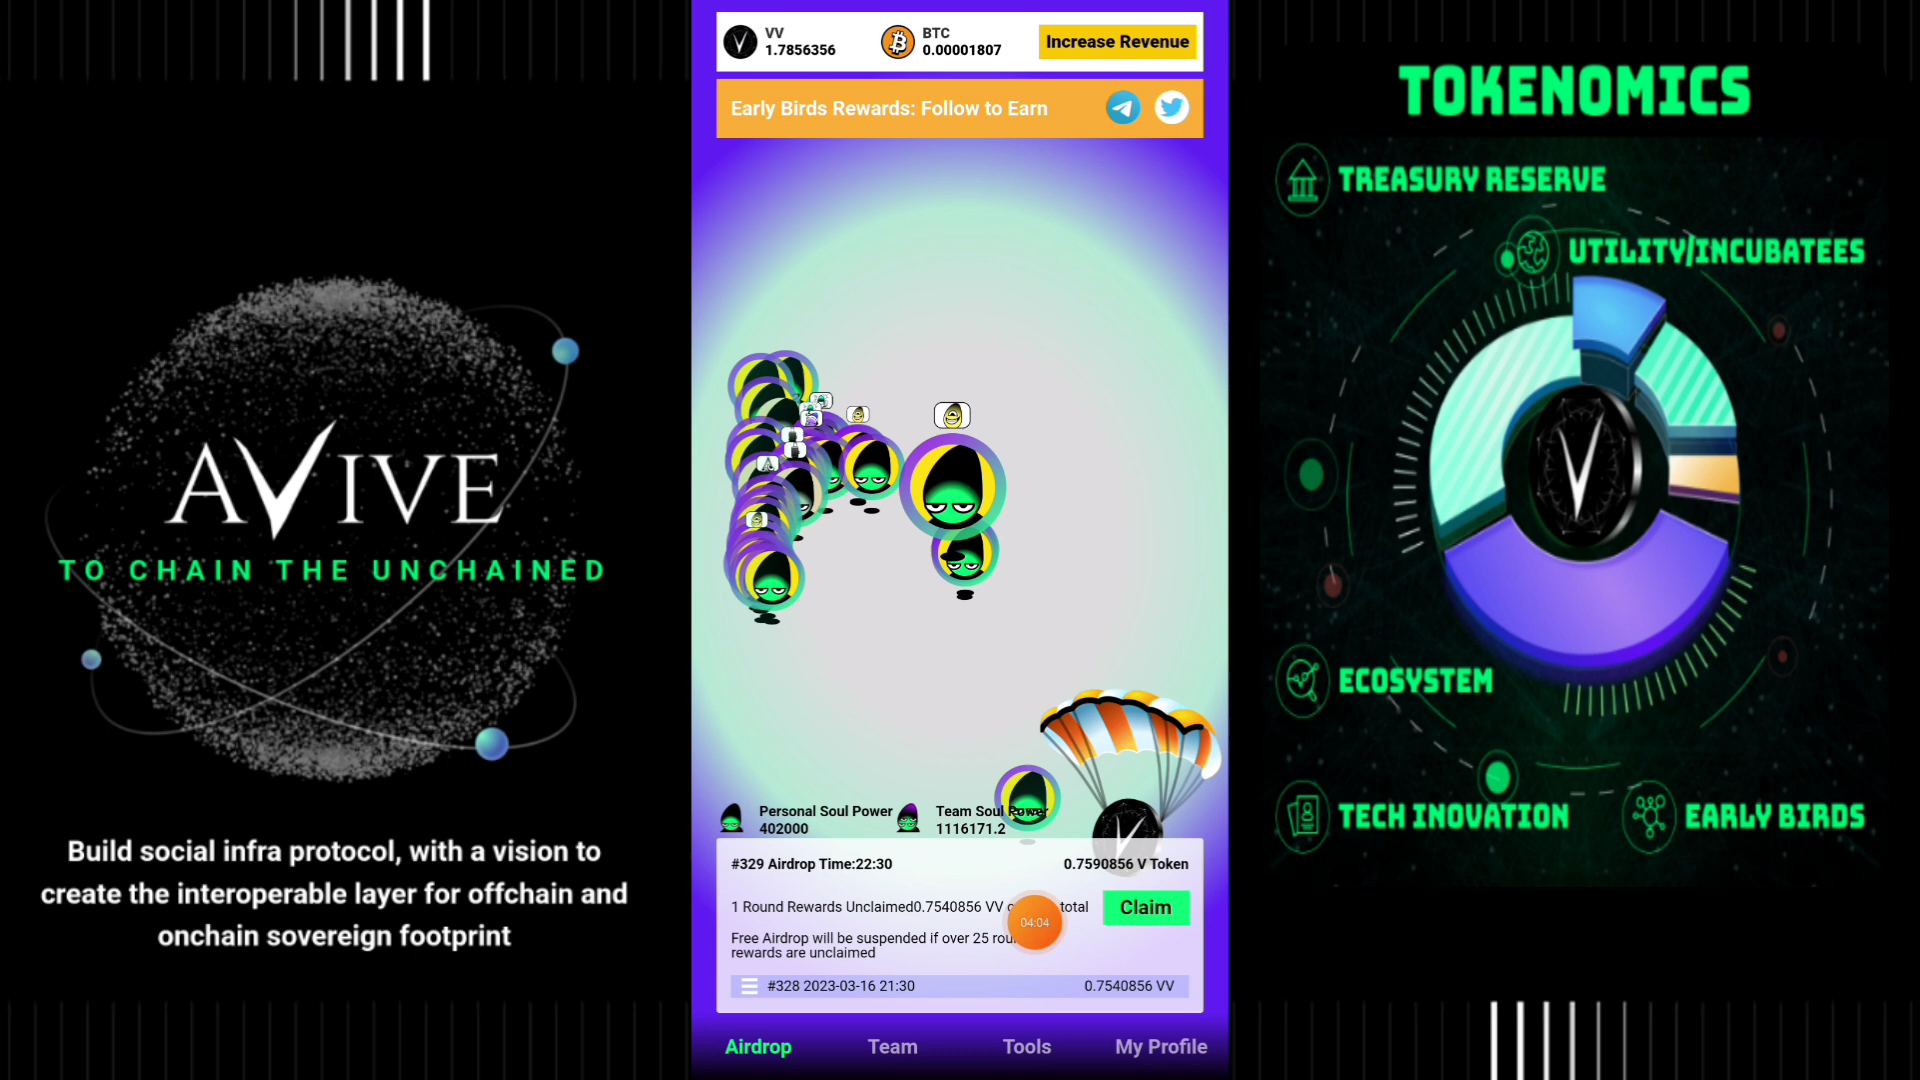 AVIVE
TO CHAIN THE UNCHAINED
Build social infra protocol, with a vision to
create the interoperable layer for offchain and
onchain sovereign footprint
VV
1.7856356
BTC
0.00001807
Increase Revenue
Early Birds Rewards: Follow to Earn
Personal Soul Power
402000
Team Soul Power
1116171.2
#329 Airdrop Time:22:30
0.7590856 V Token
1 Round Rewards Unclaimed0.7540856 VV total
Claim
04:04
Free Airdrop will be suspended if over 25
rewards are unclaimed
#328 2023-03-16 21:30
0.7540856 VV
Airdrop
Team
Tools
My Profile
TOKENOMICS
TREASURY RESERVE
UTILITY/INCUBATEES
ECOSYSTEM
TECH INOVATION
EARLY BIRDS